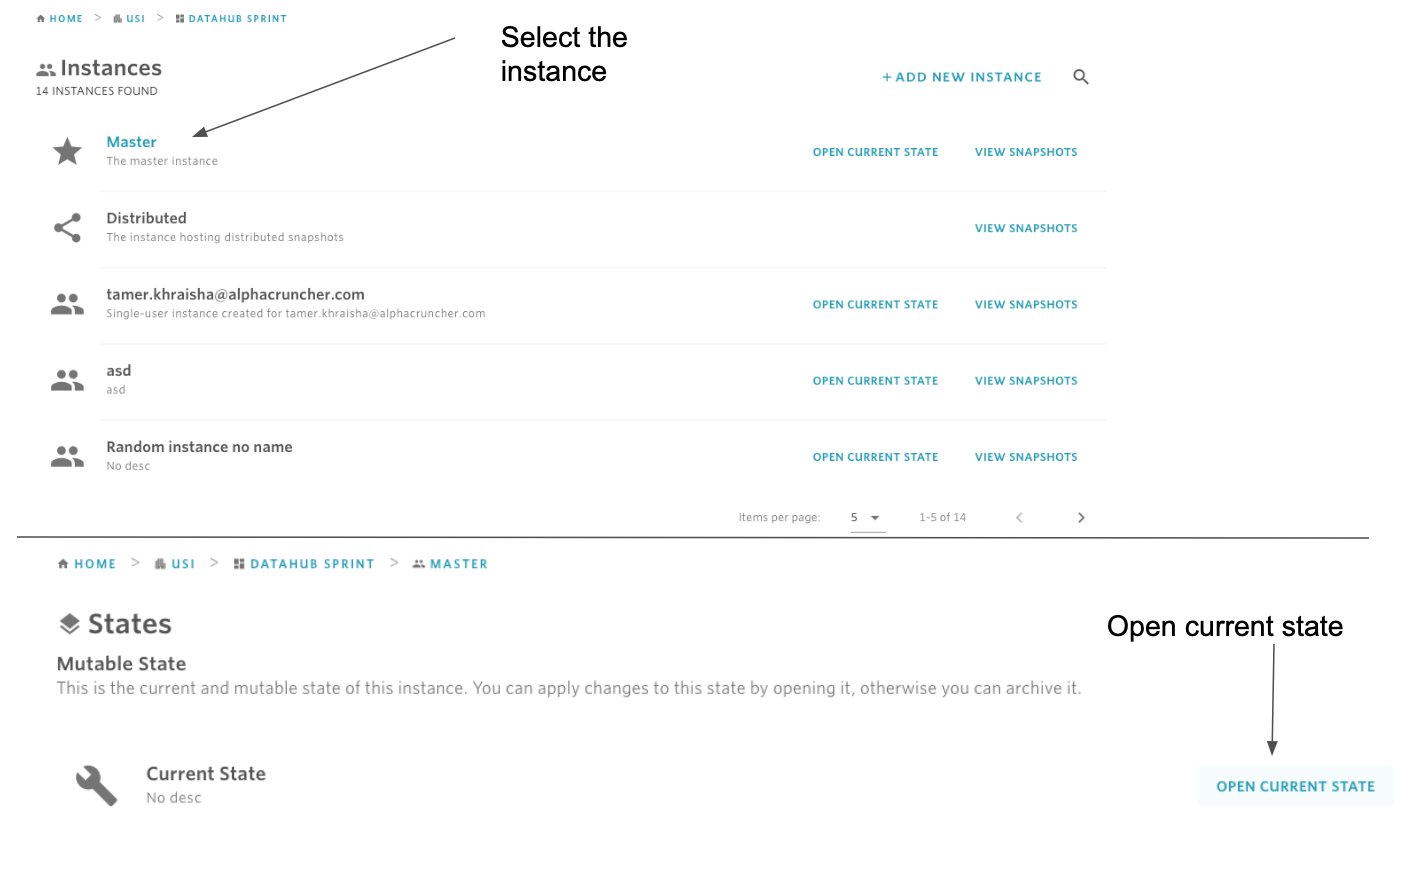 HOME > USI > DATAHUB SPRINT
Select the
instance
Instances
14 INSTANCES FOUND
+ ADD NEW INSTANCE
Master
The master instance
OPEN CURRENT STATE VIEW SNAPSHOTS
Distributed
The instance hosting distributed snapshots
VIEW SNAPSHOTS
tamer.khraisha@alphacruncher.com
Single-user instance created for tamer.khraisha@alphacruncher.com
OPEN CURRENT STATE VIEW SNAPSHOTS
asd
asd
OPEN CURRENT STATE VIEW SNAPSHOTS
Random instance no name
No desc
OPEN CURRENT STATE VIEW SNAPSHOTS
Items per page: 5 1-5 of 14
HOME > USI > DATAHUB SPRINT > MASTER
States
Open current state
Mutable State
This is the current and mutable state of this instance. You can apply changes to this state by opening it, otherwise you can archive it.
Current State
No desc
OPEN CURRENT STATE